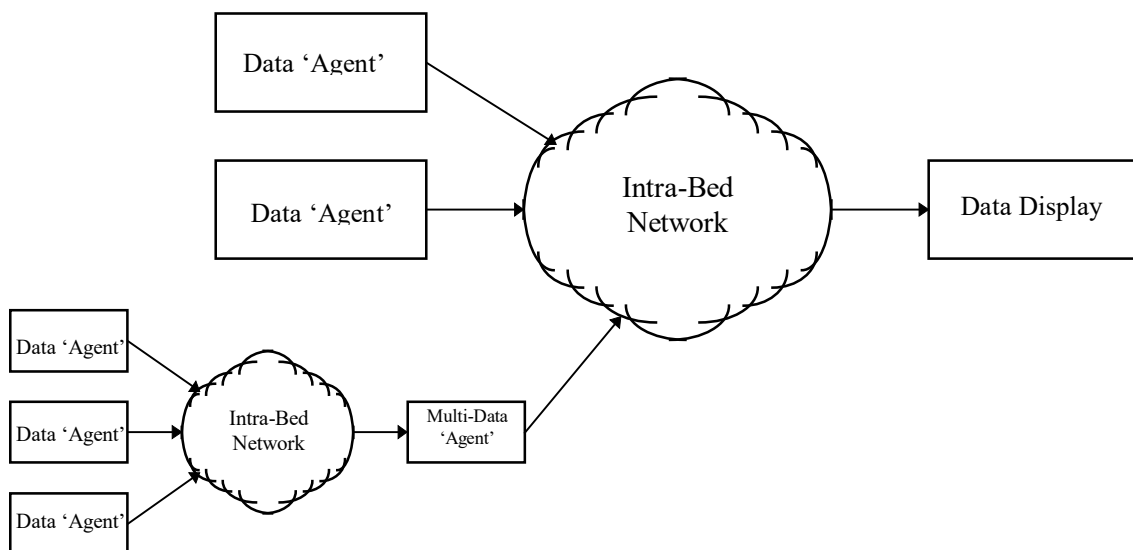 Data ‘Agent’
Data ‘Agent’
Intra-Bed
Network
Data Display
Data ‘Agent’
Data ‘Agent’
Data ‘Agent’
Intra-Bed
Network
Multi-Data
‘Agent’